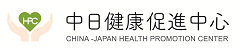 HPC
中日健康促進中心
CHINA -JAPAN HEALTH PROMOTION CENTER